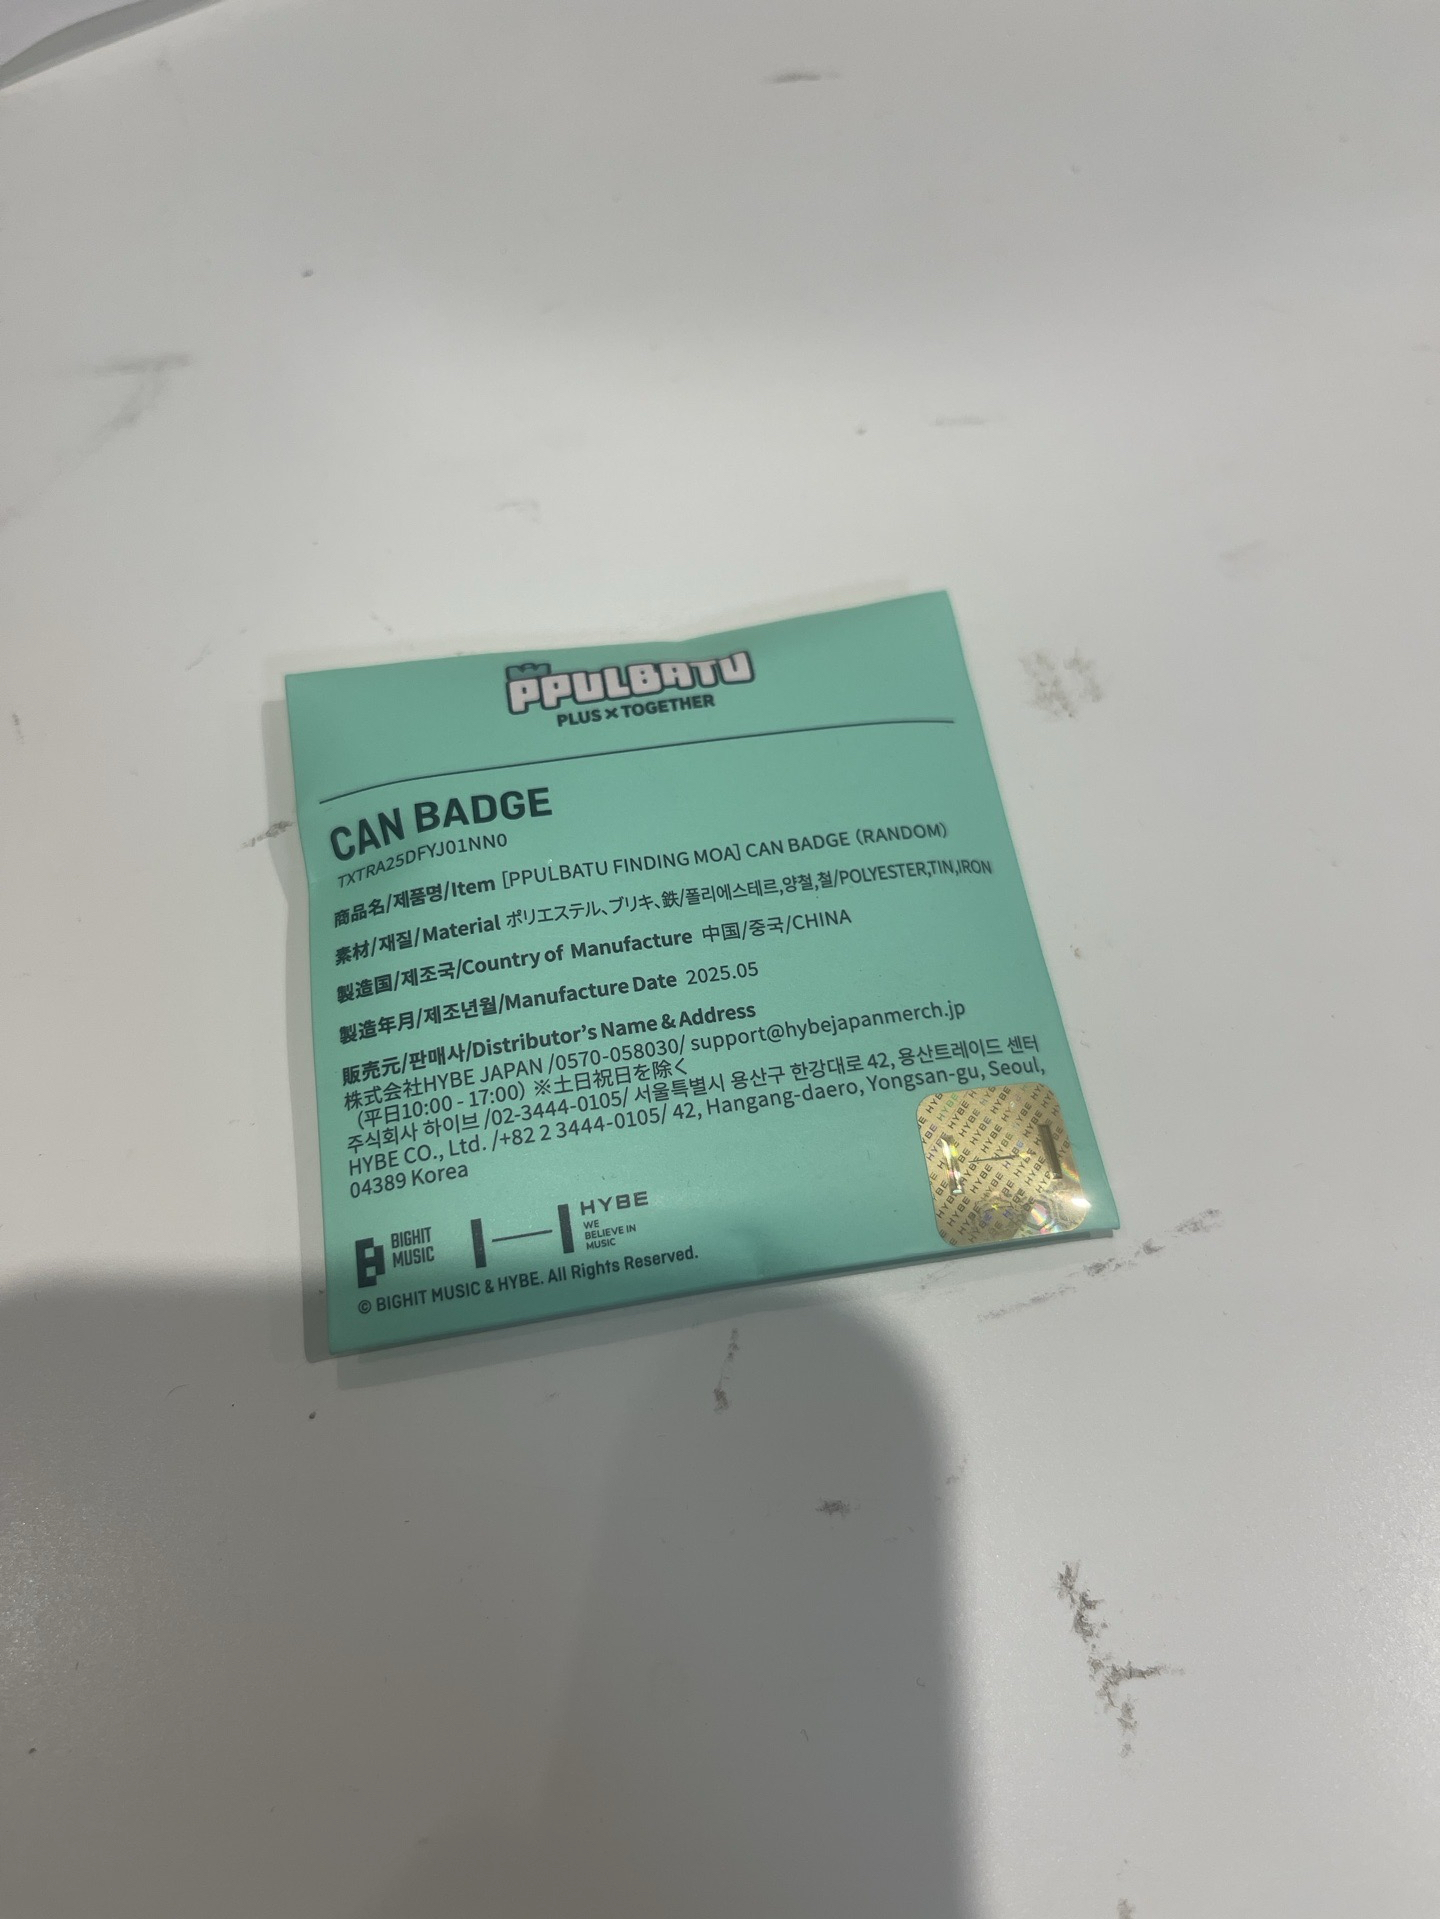 PPULBATU
PLUS × TOGETHER
CAN BADGE
TXTRA25DFYJ01NN0
商品名/제품명/Item [PPULBATU FINDING MOA] CAN BADGE (RANDOM)
素材/재질/Material ポリエステル、ブリキ、鉄/폴리에스테르,양철,철/POLYESTER,TIN,IRON
製造国/제조국/Country of Manufacture 中国/중국/CHINA
製造年月/제조년월/Manufacture Date 2025.05
販売元/판매사/Distributor's Name & Address
株式会社HYBE JAPAN /0570-058030/ support@hybejapanmerch.jp
(平日10:00 - 17:00) ※土日祝日を除く
주식회사 하이브 /02-3444-0105/ 서울특별시 용산구 한강대로 42, 용산트레이드 센터
HYBE CO., Ltd. /+82 2 3444-0105/ 42, Hangang-daero, Yongsan-gu, Seoul,
04389 Korea
BIGHIT
MUSIC
HYBE
WE
BELIEVE IN
MUSIC
© BIGHIT MUSIC & HYBE. All Rights Reserved.